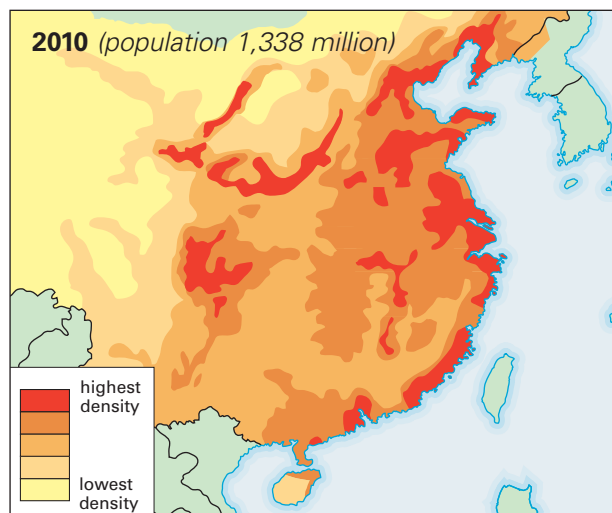 2010 (population 1,338 million)
highest
density
lowest
density